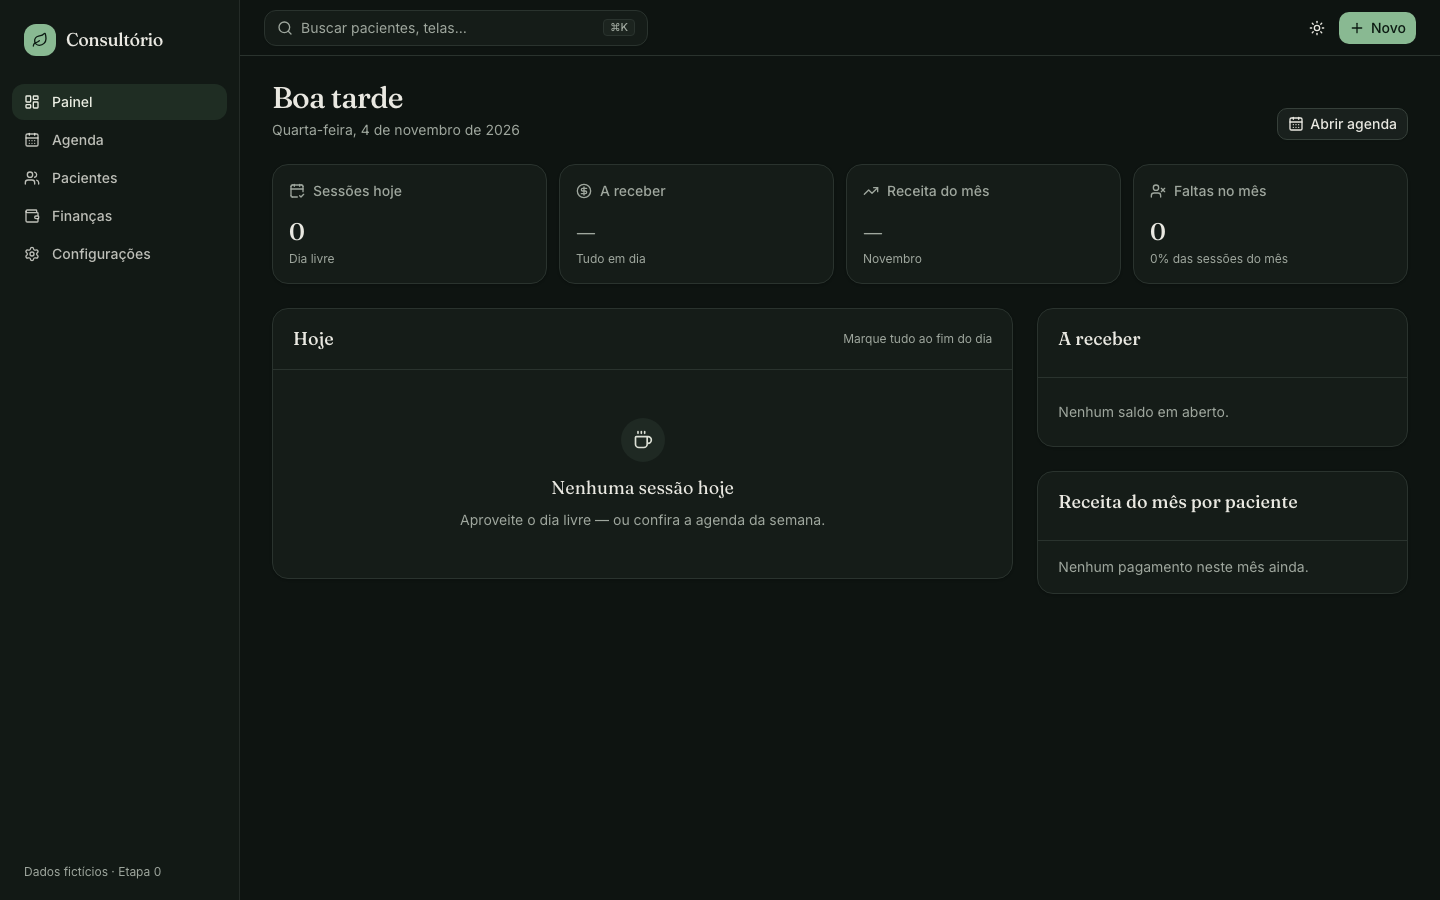 Consultório
Buscar pacientes, telas...
⌘K
Novo
Painel
Agenda
Pacientes
Finanças
Configurações
Boa tarde
Quarta-feira, 4 de novembro de 2026
Abrir agenda
Sessões hoje
0
Dia livre
A receber
—
Tudo em dia
Receita do mês
—
Novembro
Faltas no mês
0
0% das sessões do mês
Hoje
Marque tudo ao fim do dia
Nenhuma sessão hoje
Aproveite o dia livre — ou confira a agenda da semana.
A receber
Nenhum saldo em aberto.
Receita do mês por paciente
Nenhum pagamento neste mês ainda.
Dados fictícios · Etapa 0